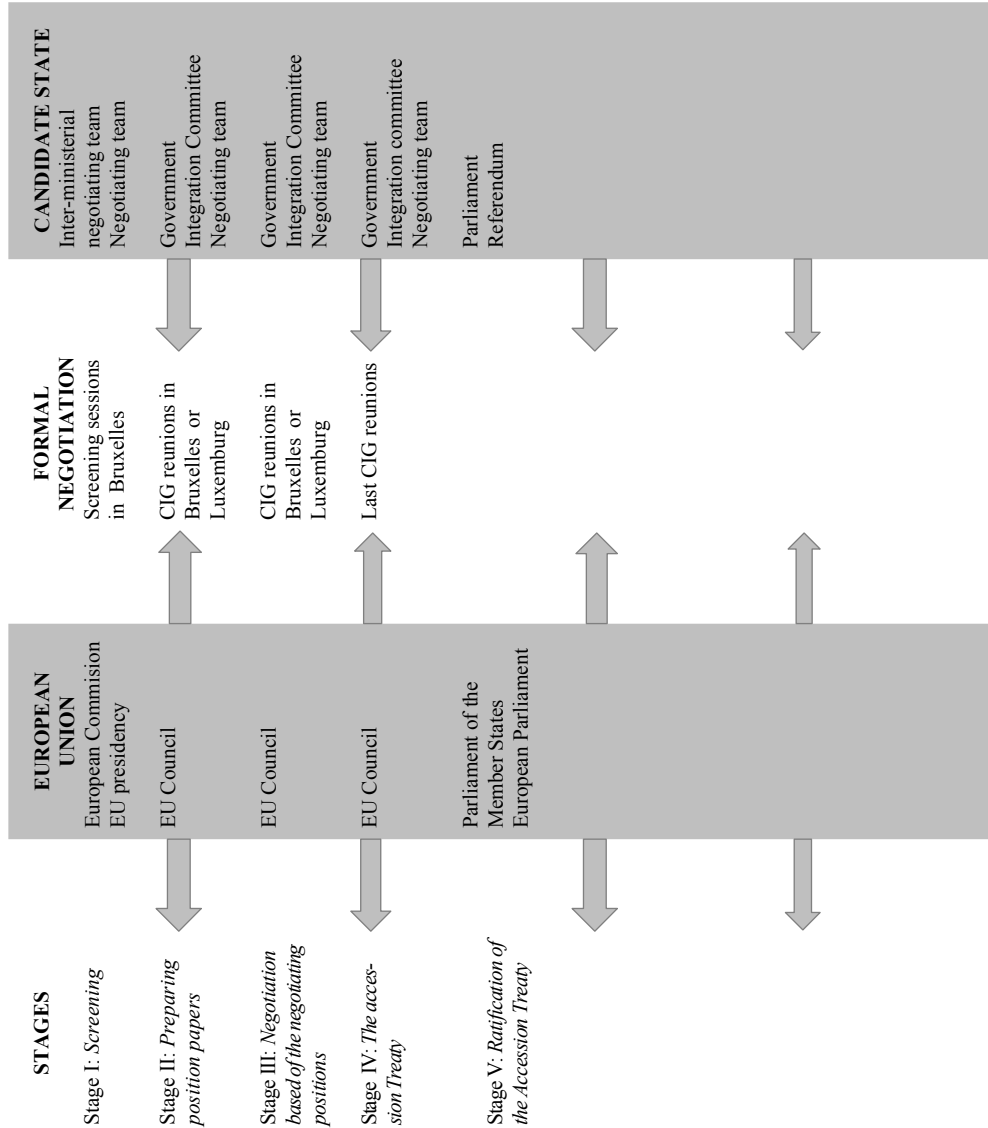 STAGES
EUROPEAN
UNION
FORMAL
NEGOTIATION
CANDIDATE STATE
Stage I: Screening
European Commision
EU presidency
Screening sessions
in Bruxelles
Inter-ministerial
negotiating team
Negotiating team
Stage II: Preparing
position papers
EU Council
CIG reunions in
Bruxelles or
Luxemburg
Government
Integration Committee
Negotiating team
Stage III: Negotiation
based of the negotiating
positions
EU Council
CIG reunions in
Bruxelles or
Luxemburg
Government
Integration Committee
Negotiating team
Stage IV: The acces-
sion Treaty
EU Council
Last CIG reunions
Government
Integration committee
Negotiating team
Stage V: Ratification of
the Accession Treaty
Parliament of the
Member States
European Parliament
Parliament
Referendum